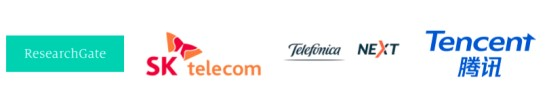 ResearchGate
SK telecom
Telefónica NEXT
Tencent
腾讯